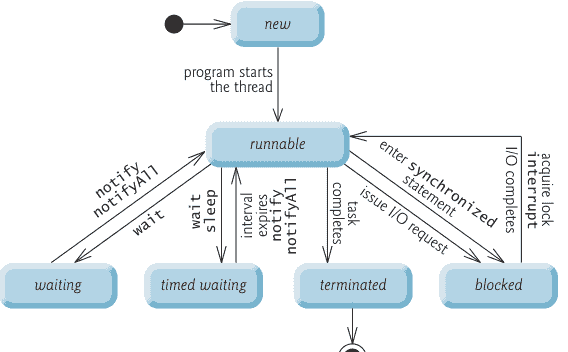 new
program starts
the thread
runnable
notify
notifyAll
wait
wait
sleep
interval
expires
notify
notifyAll
task
completes
enter synchronized
statement
issue I/O request
I/O completes
interrupt
acquire lock
waiting
timed waiting
terminated
blocked